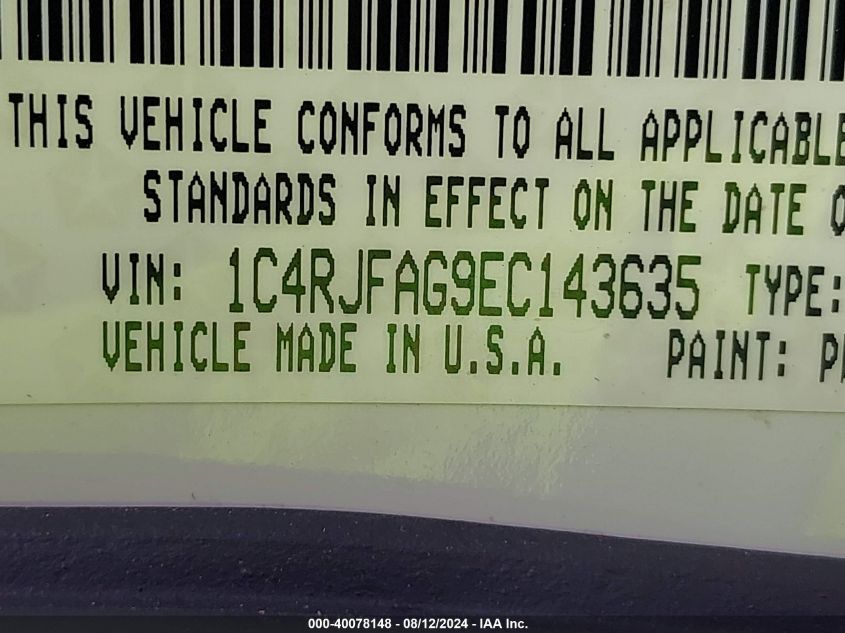 THIS VEHICLE CONFORMS TO ALL APPLICABLE
STANDARDS IN EFFECT ON THE DATE
VIN: 1C4RJFAG9EC143635 TYPE:
VEHICLE MADE IN U.S.A. PAINT:
000-40078148 - 08/12/2024 - IAA Inc.